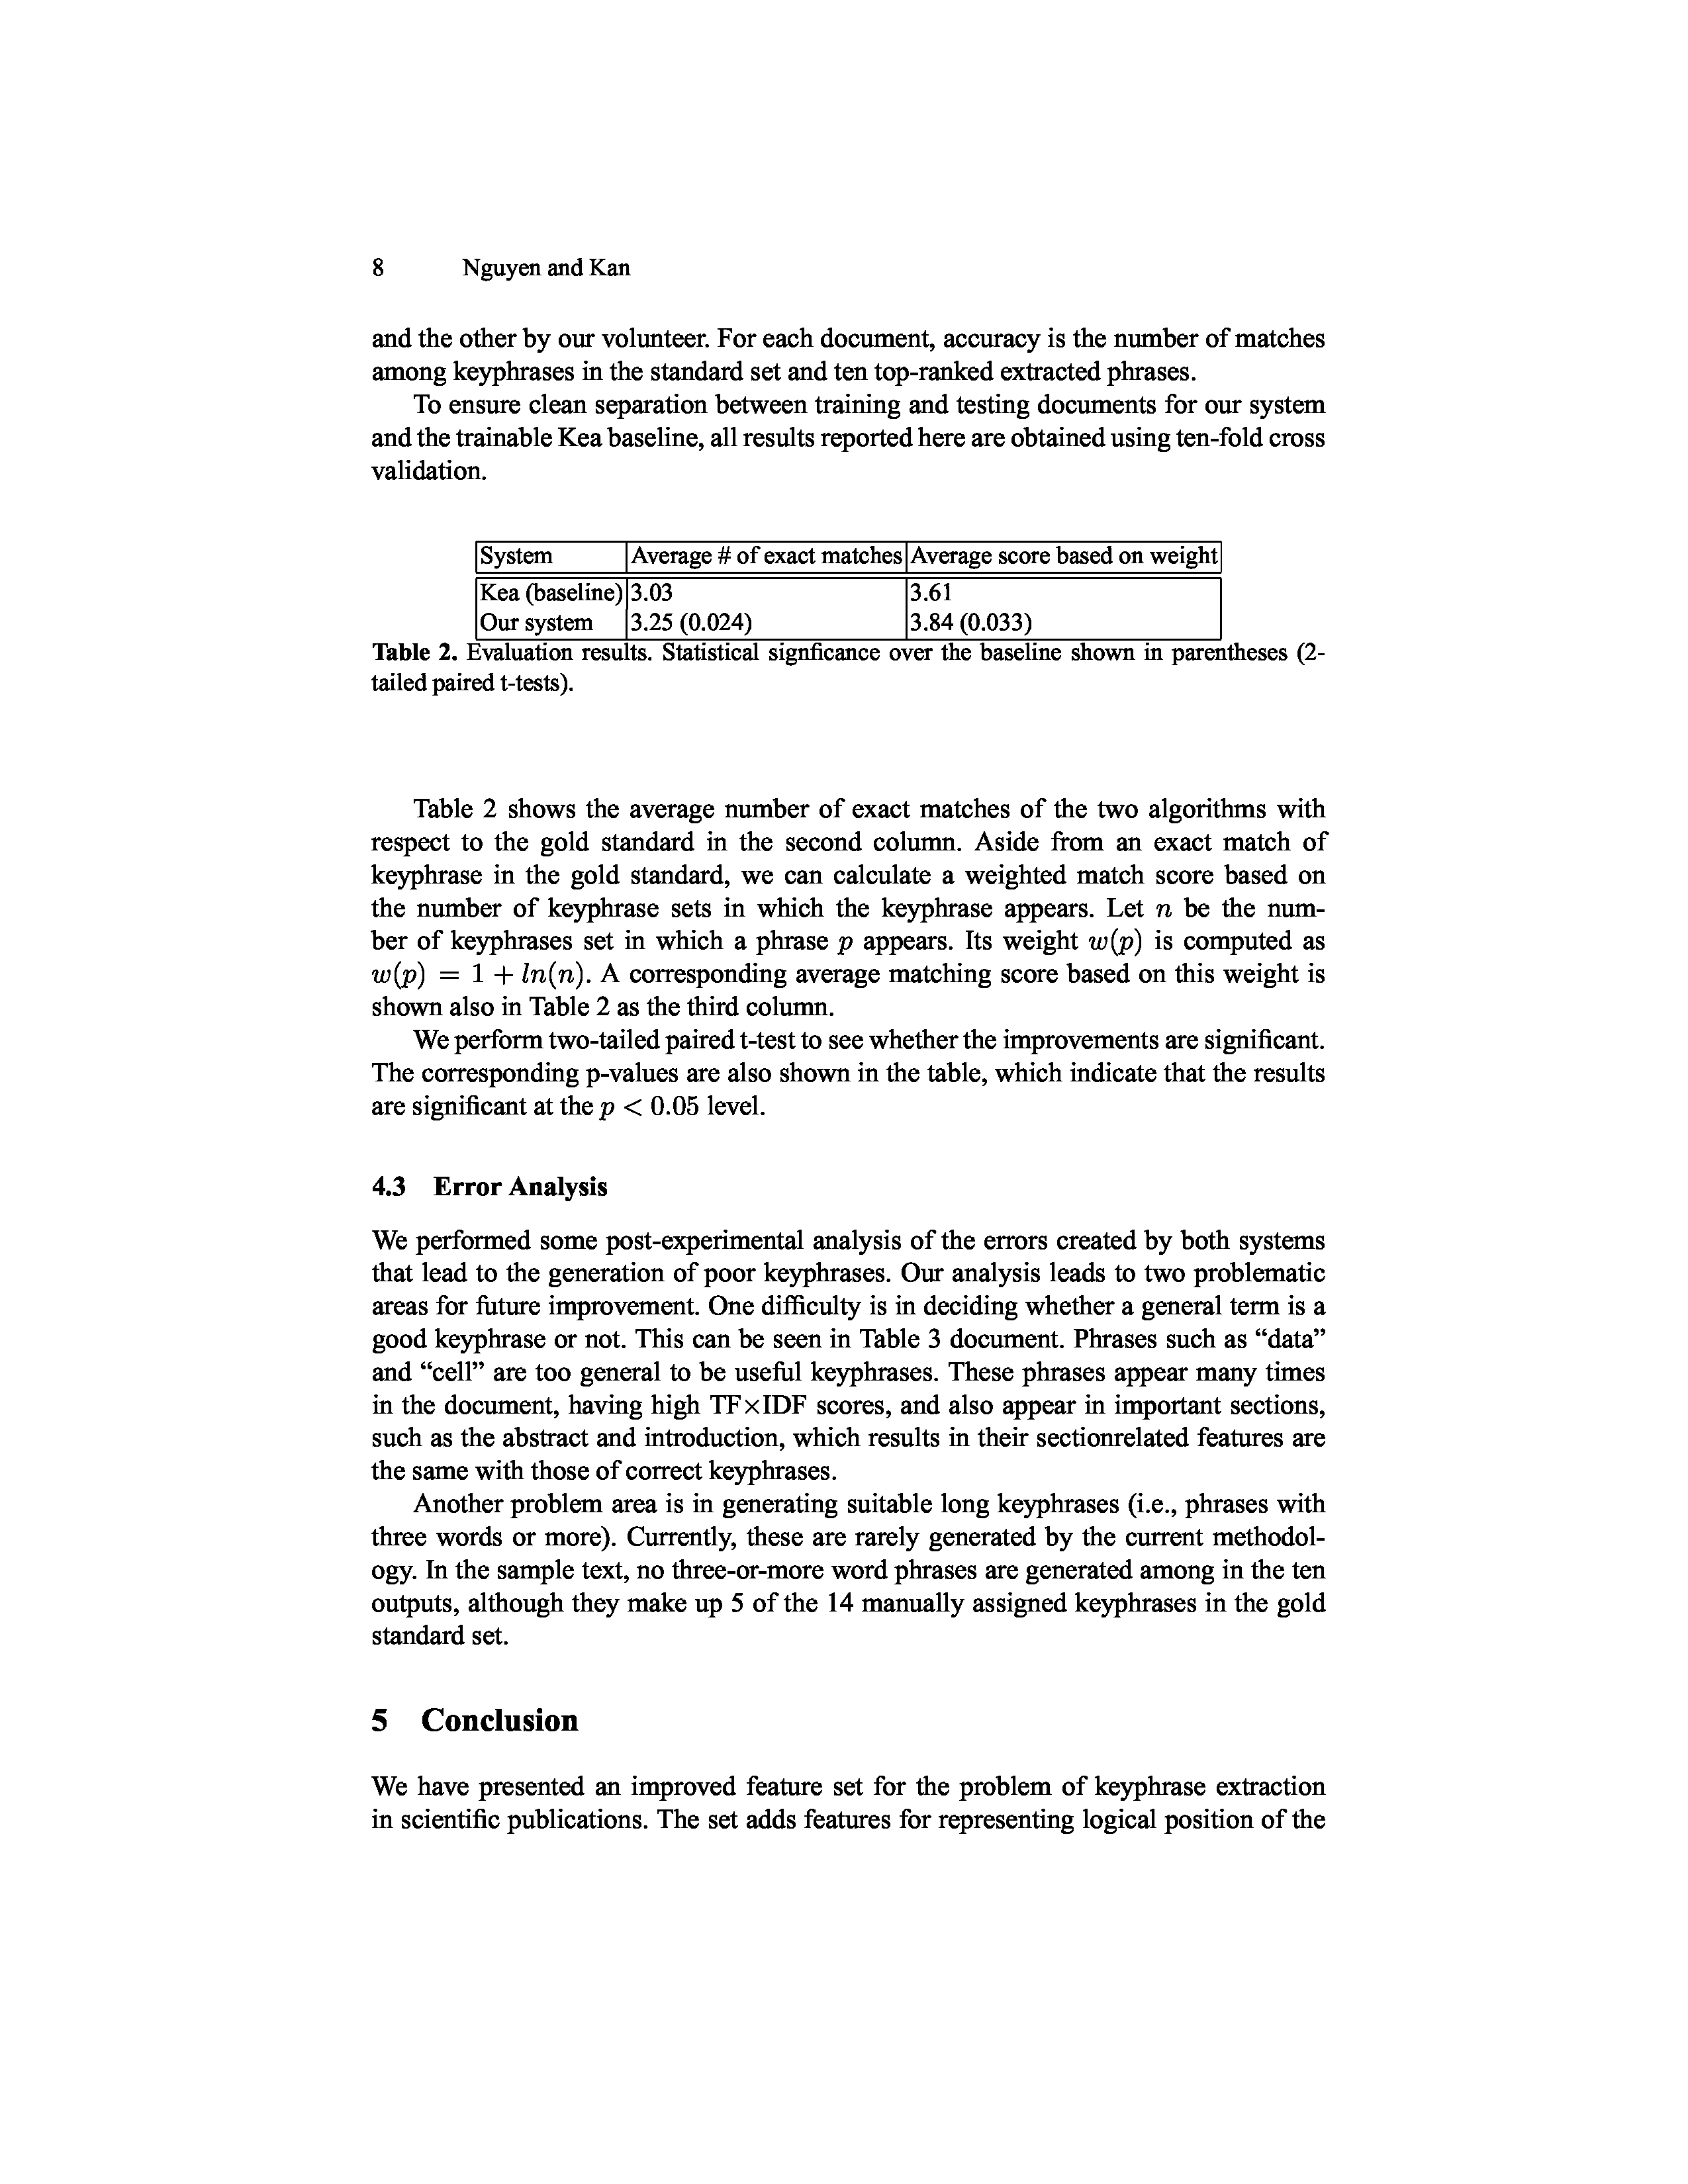 8 Nguyen and Kan
and the other by our volunteer. For each document, accuracy is the number of matches
among keyphrases in the standard set and ten top-ranked extracted phrases.
To ensure clean separation between training and testing documents for our system
and the trainable Kea baseline, all results reported here are obtained using ten-fold cross
validation.
System Average # of exact matches Average score based on weight
Kea (baseline) 3.03 3.61
Our system 3.25 (0.024) 3.84 (0.033)
Table 2. Evaluation results. Statistical signficance over the baseline shown in parentheses (2-
tailed paired t-tests).
Table 2 shows the average number of exact matches of the two algorithms with
respect to the gold standard in the second column. Aside from an exact match of
keyphrase in the gold standard, we can calculate a weighted match score based on
the number of keyphrase sets in which the keyphrase appears. Let n be the num-
ber of keyphrases set in which a phrase p appears. Its weight w(p) is computed as
w(p) = 1 + ln(n). A corresponding average matching score based on this weight is
shown also in Table 2 as the third column.
We perform two-tailed paired t-test to see whether the improvements are significant.
The corresponding p-values are also shown in the table, which indicate that the results
are significant at the p < 0.05 level.
4.3 Error Analysis
We performed some post-experimental analysis of the errors created by both systems
that lead to the generation of poor keyphrases. Our analysis leads to two problematic
areas for future improvement. One difficulty is in deciding whether a general term is a
good keyphrase or not. This can be seen in Table 3 document. Phrases such as “data”
and “cell” are too general to be useful keyphrases. These phrases appear many times
in the document, having high TF×IDF scores, and also appear in important sections,
such as the abstract and introduction, which results in their sectionrelated features are
the same with those of correct keyphrases.
Another problem area is in generating suitable long keyphrases (i.e., phrases with
three words or more). Currently, these are rarely generated by the current methodol-
ogy. In the sample text, no three-or-more word phrases are generated among in the ten
outputs, although they make up 5 of the 14 manually assigned keyphrases in the gold
standard set.
5 Conclusion
We have presented an improved feature set for the problem of keyphrase extraction
in scientific publications. The set adds features for representing logical position of the